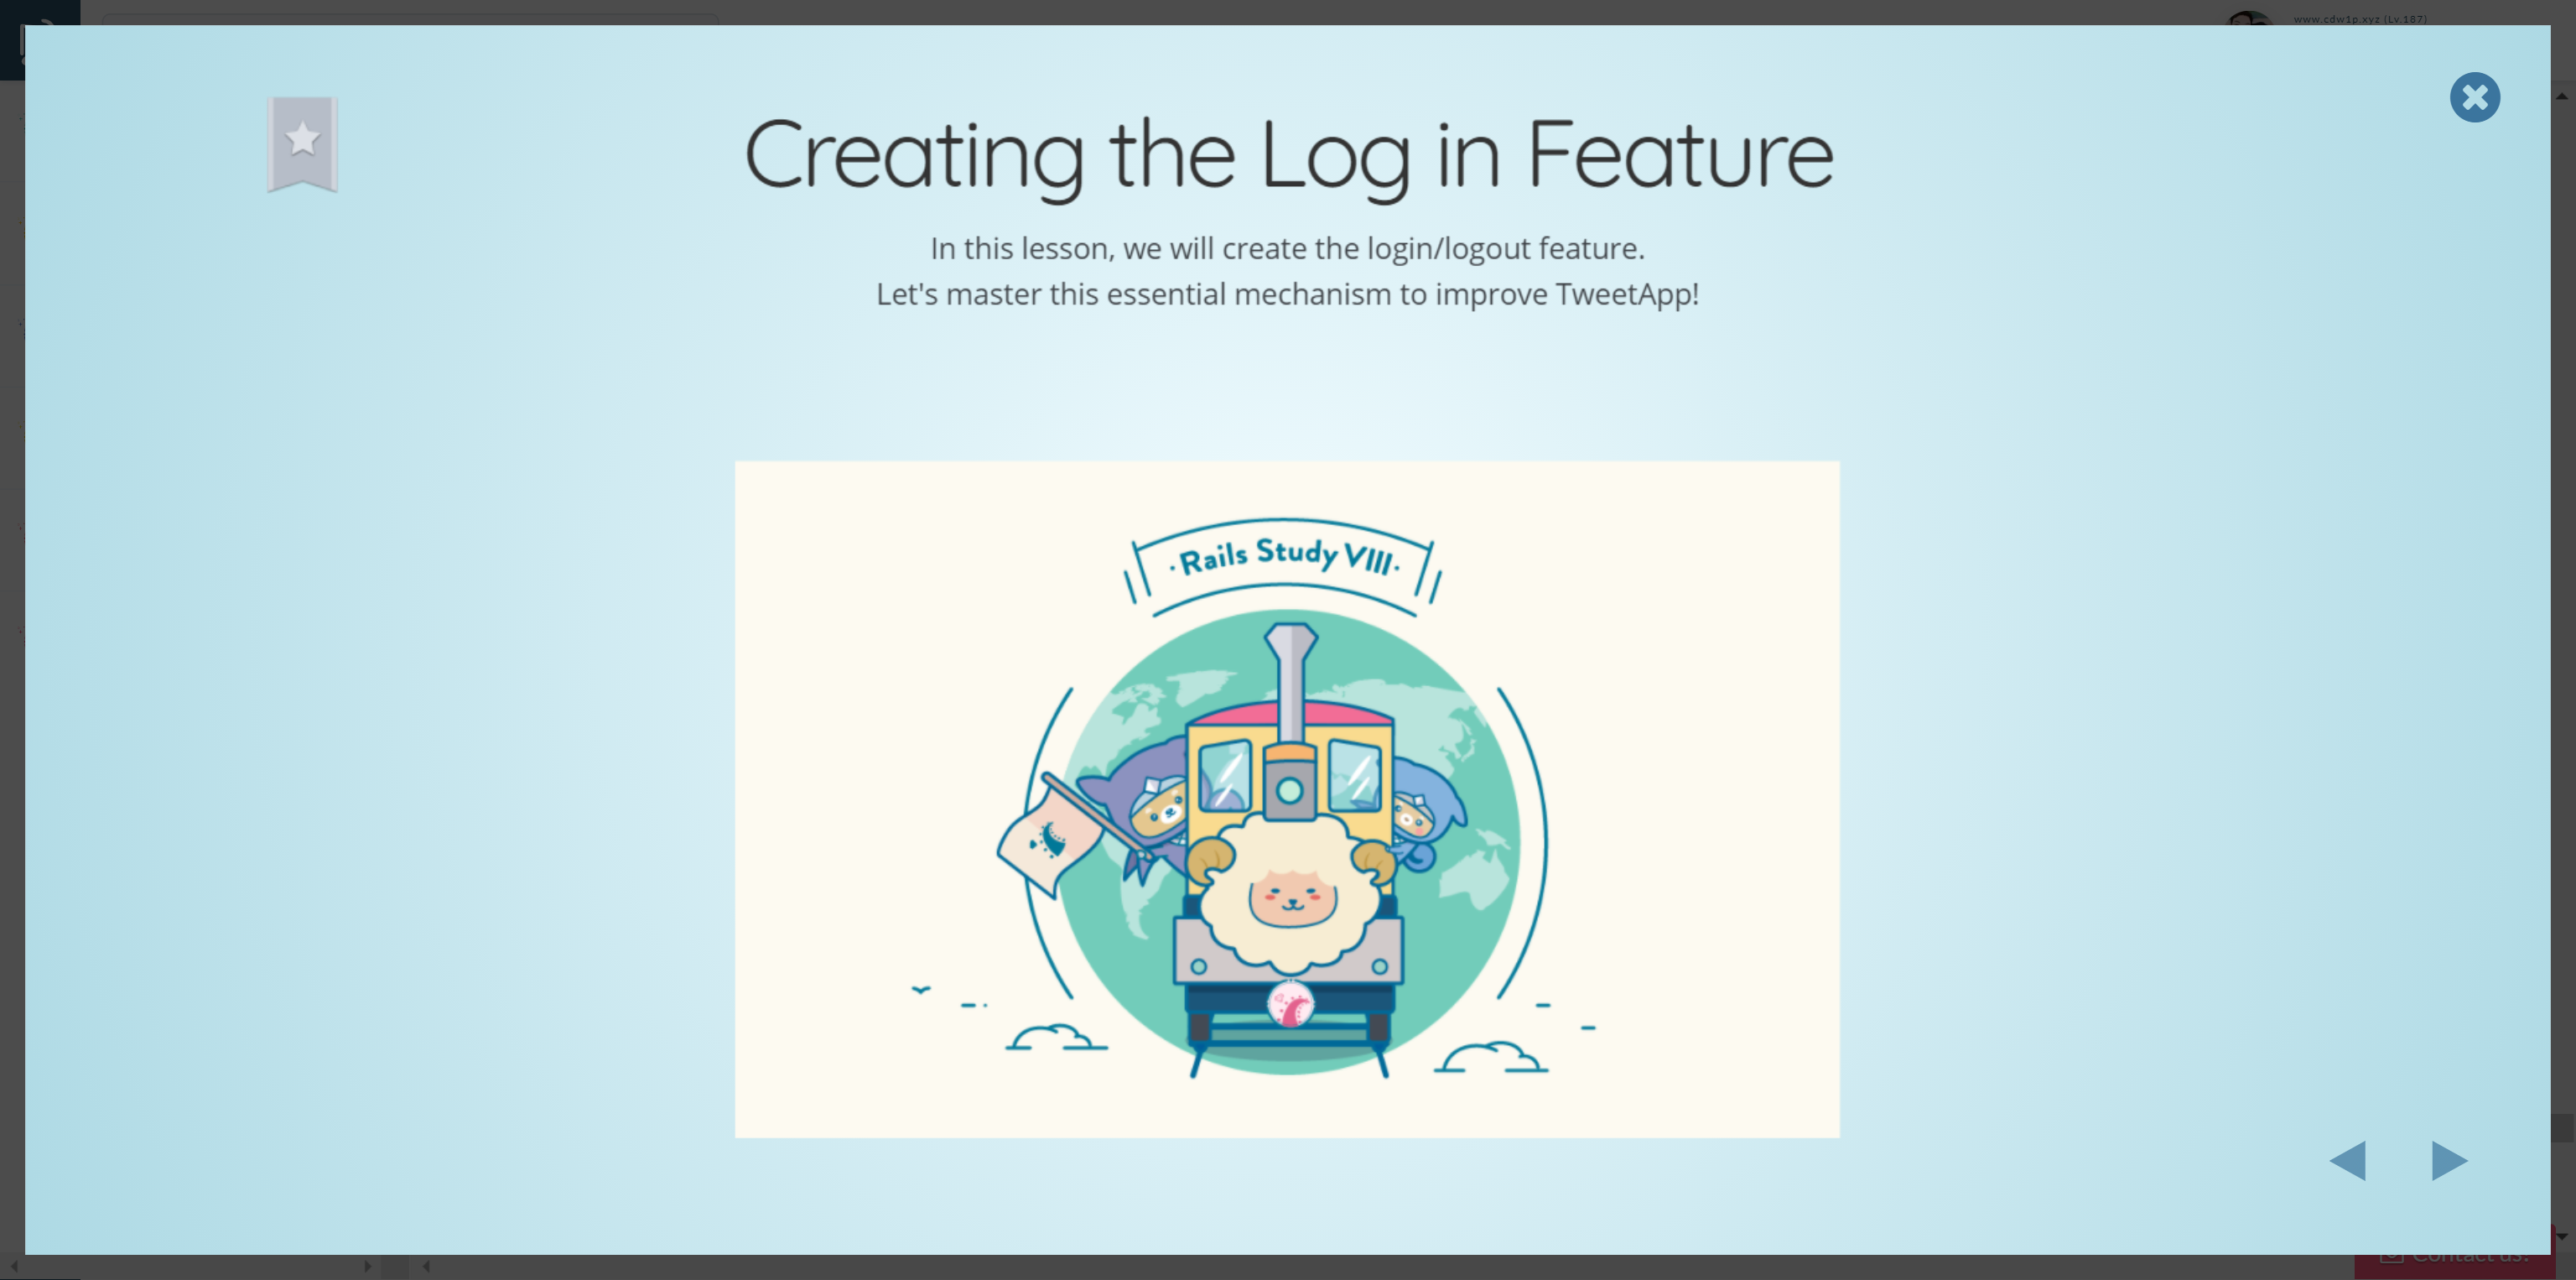 www.cdw1p.xyz (Lv.187)
Creating the Log in Feature
In this lesson, we will create the login/logout feature.
Let's master this essential mechanism to improve TweetApp!
· Rails Study VIII ·
Contact us!